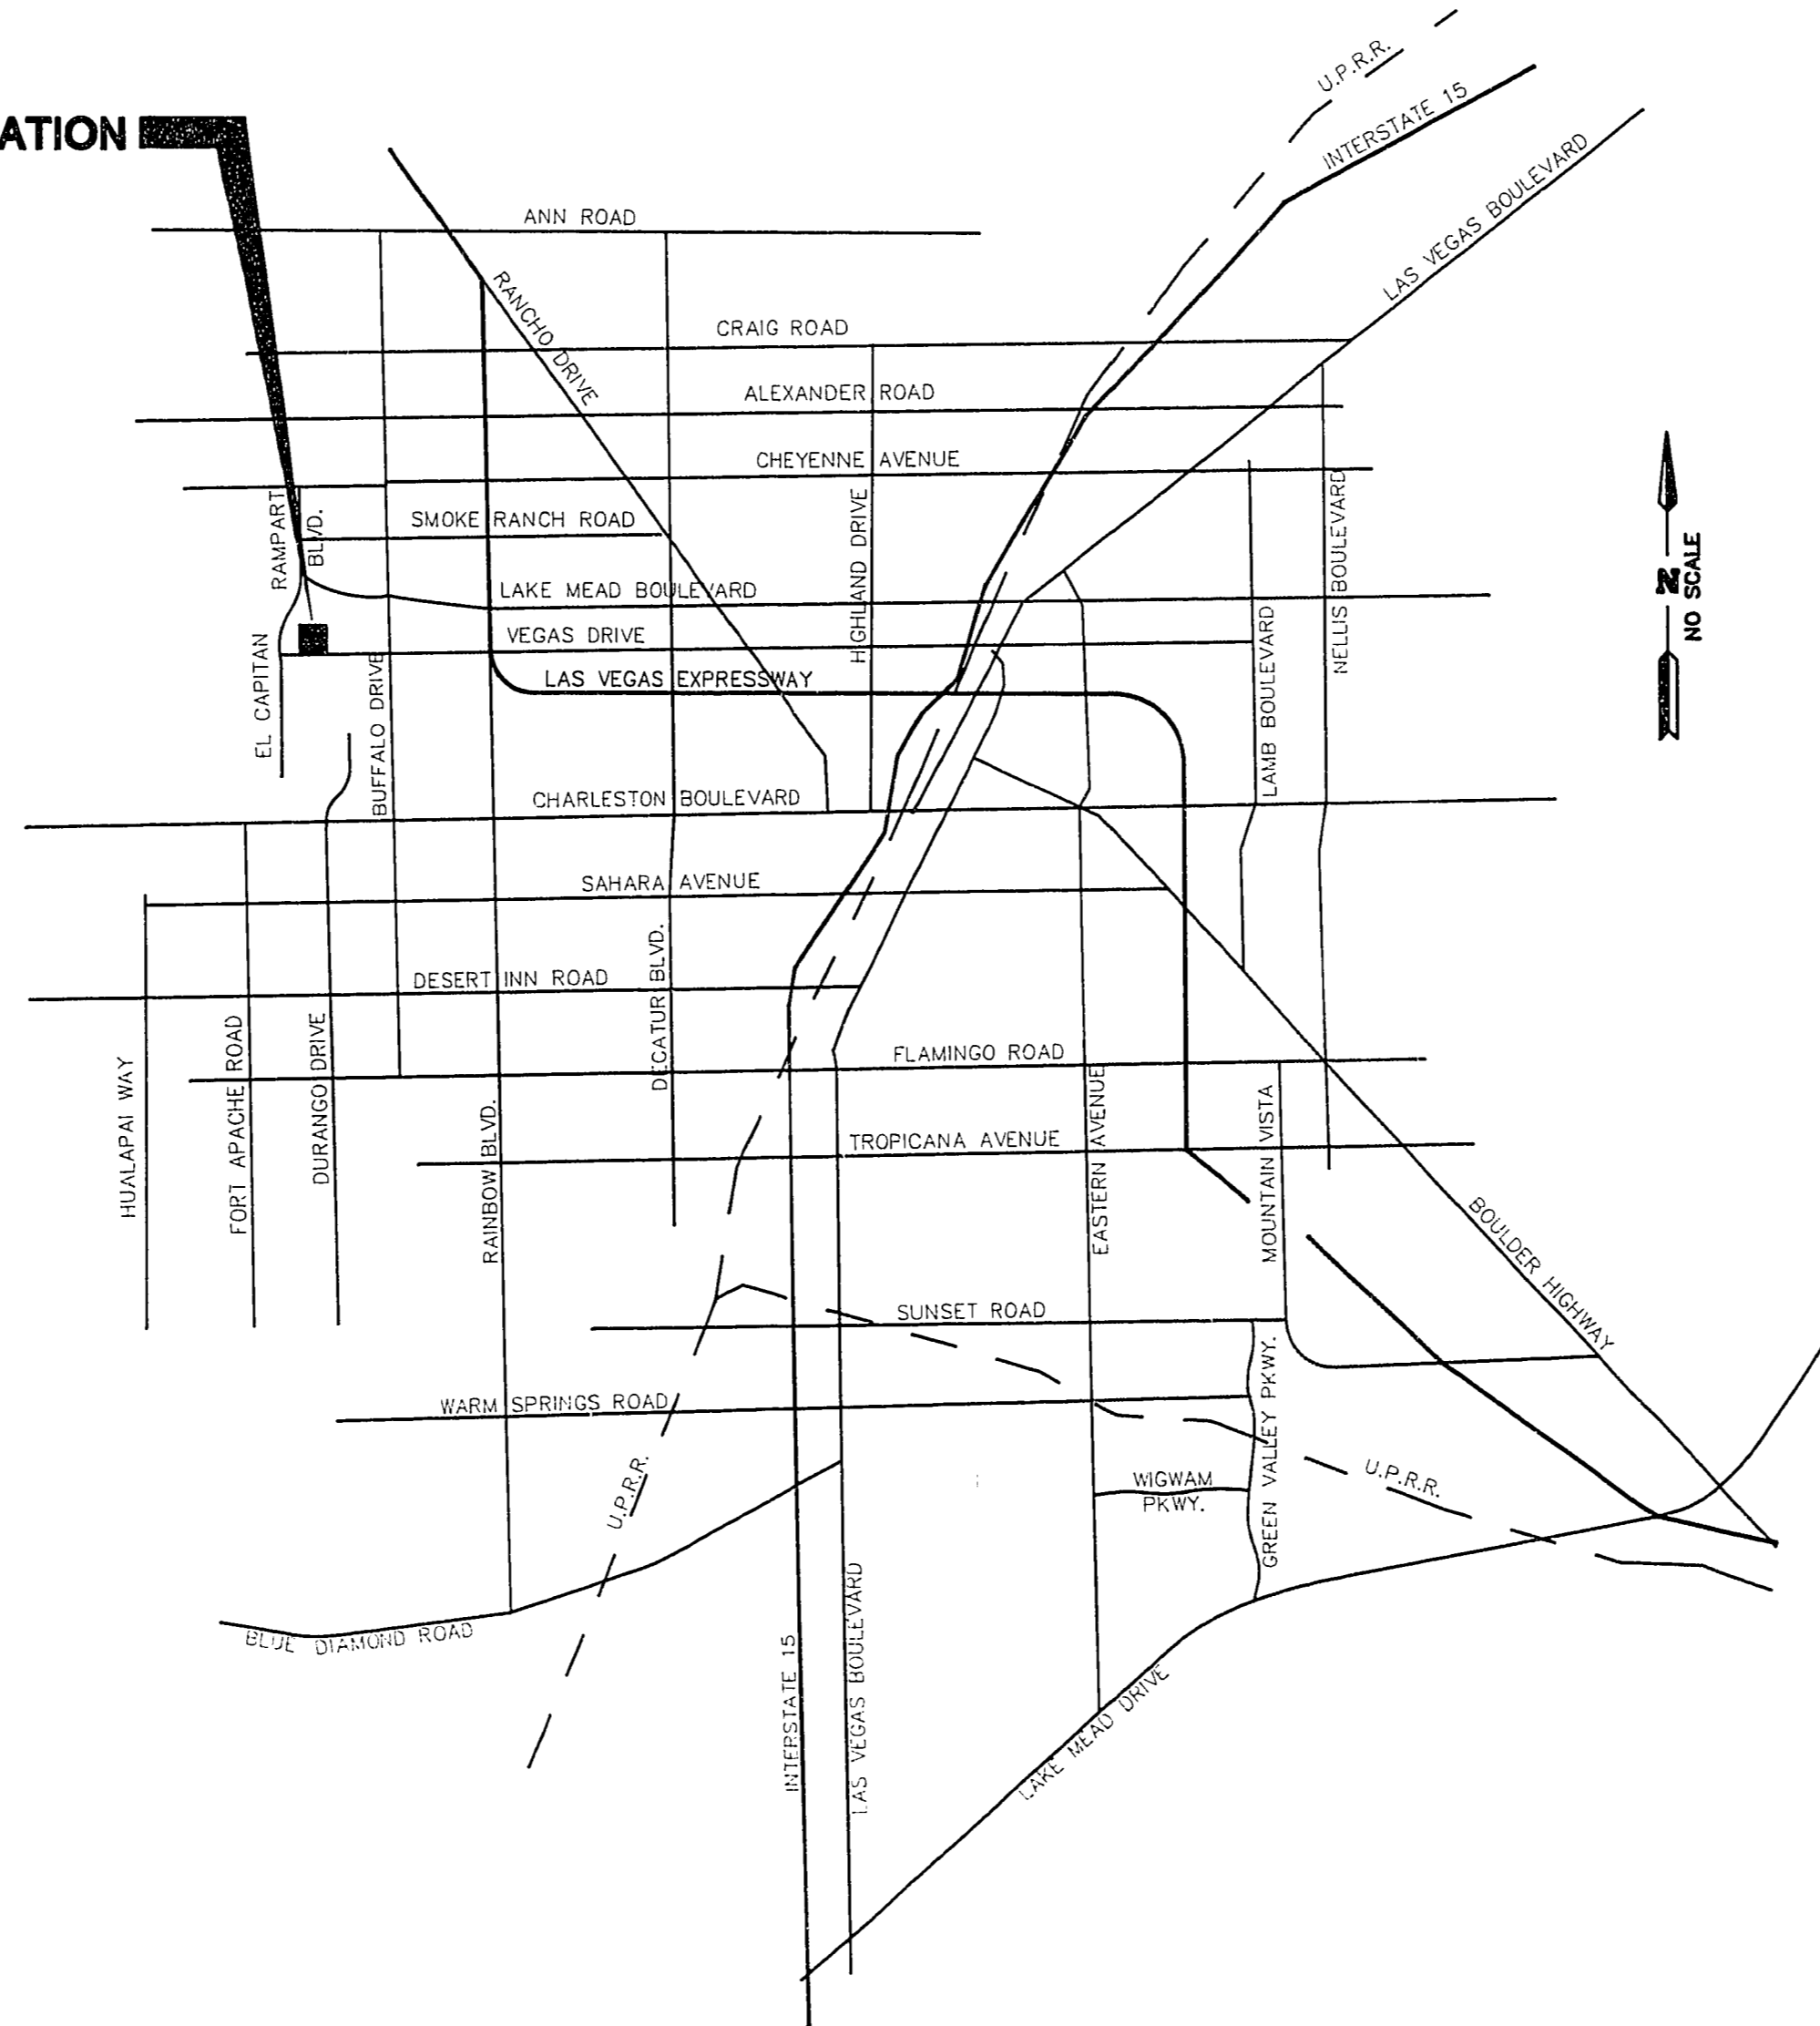 U.P.R.R.
INTERSTATE 15
ATION
LAS VEGAS BOULEVARD
ANN ROAD
RANCHO DRIVE
CRAIG ROAD
ALEXANDER ROAD
CHEYENNE AVENUE
RAMPART
BLVD.
SMOKE RANCH ROAD
HIGHLAND DRIVE
NELLIS BOULEVARD
N
NO SCALE
LAKE MEAD BOULEVARD
VEGAS DRIVE
LAMB BOULEVARD
EL CAPITAN
BUFFALO DRIVE
LAS VEGAS EXPRESSWAY
CHARLESTON BOULEVARD
SAHARA AVENUE
DECATUR BLVD.
DESERT INN ROAD
HUALAPAI WAY
FORT APACHE ROAD
DURANGO DRIVE
RAINBOW BLVD.
FLAMINGO ROAD
EASTERN AVENUE
MOUNTAIN VISTA
TROPICANA AVENUE
BOULDER HIGHWAY
SUNSET ROAD
GREEN VALLEY PKWY.
WARM SPRINGS ROAD
U.P.R.R.
WIGWAM
PKWY.
U.P.R.R.
BLUE DIAMOND ROAD
INTERSTATE 15
LAS VEGAS BOULEVARD
LAKE MEAD DRIVE